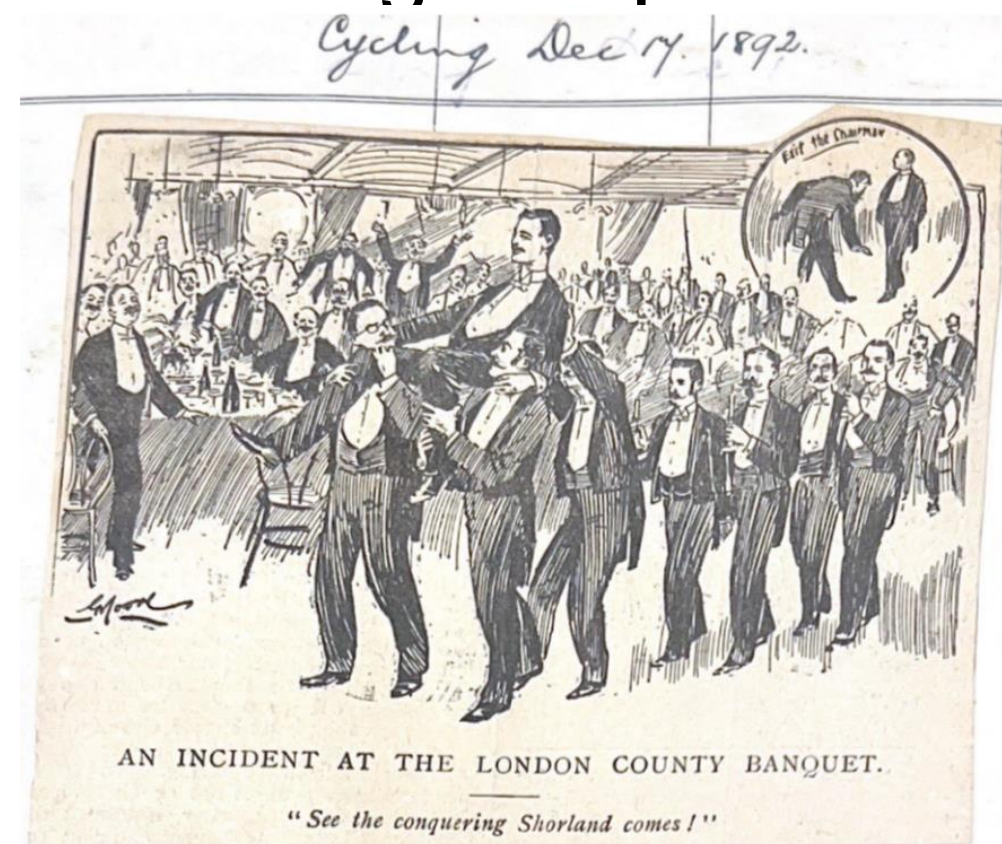 Cycling Dec 17. 1892.
Exit the Chairman
GMoore
AN INCIDENT AT THE LONDON COUNTY BANQUET.
"See the conquering Shorland comes!"